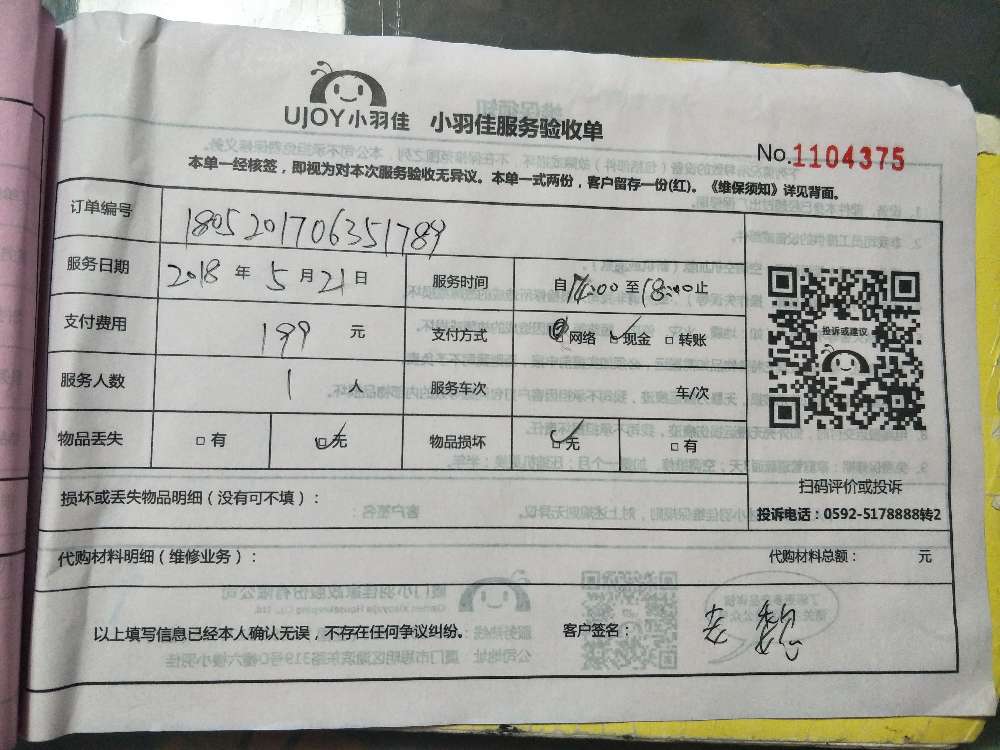 UJOY小羽佳 小羽佳服务验收单
No.1104375
本单一经核签，即视为对本次服务验收无异议。本单一式两份，客户留存一份(红)。《维保须知》详见背面。
订单编号 1805201706351789
服务日期 2018 年 5 月 21 日 服务时间 自14:00至18:00止
支付费用 199 元 支付方式 网络 ☑现金 □转账
服务人数 1 人 服务车次 车/次
投诉或建议
物品丢失 □有 ☑无 物品损坏 ☑无 □有
损坏或丢失物品明细（没有可不填）：
扫码评价或投诉
投诉电话：0592-5178888转2
代购材料明细（维修业务）： 代购材料总额： 元
以上填写信息已经本人确认无误，不存在任何争议纠纷。 客户签名：